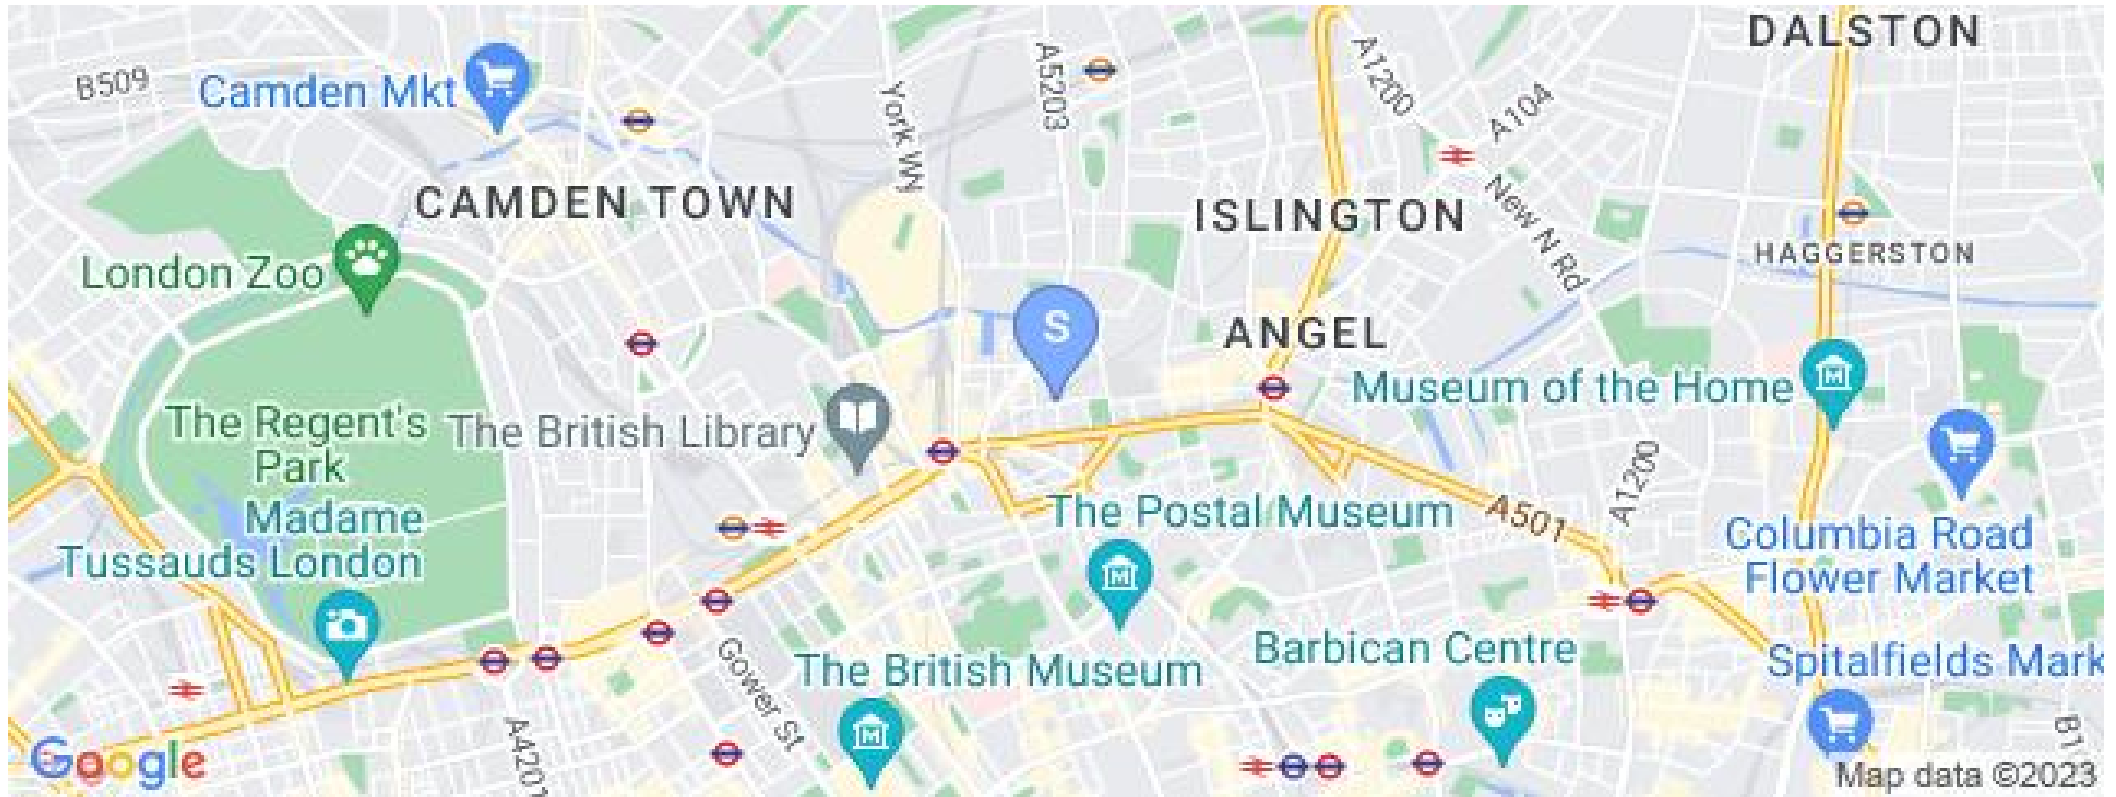 DALSTON
B509
Camden Mkt
A5203
A1200
York Wy
A104
CAMDEN TOWN
ISLINGTON
New N Rd
London Zoo
HAGGERSTON
S
ANGEL
Museum of the Home
The Regent's
Park
The British Library
A1200
Madame
Tussauds London
The Postal Museum
A501
Columbia Road
Flower Market
Gower St
The British Museum
Barbican Centre
Spitalfields Mark
A4201
B1
Google
Map data ©2023